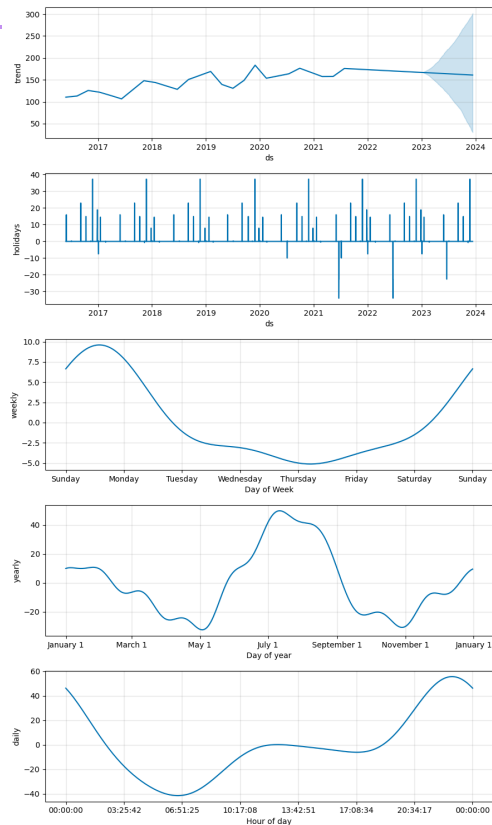 300
250
200
150
100
50
trend
2017 2018 2019 2020 2021 2022 2023 2024
ds
40
30
20
10
0
−10
−20
−30
holidays
2017 2018 2019 2020 2021 2022 2023 2024
ds
10.0
7.5
5.0
2.5
0.0
−2.5
−5.0
weekly
Sunday Monday Tuesday Wednesday Thursday Friday Saturday Sunday
Day of Week
40
20
0
−20
yearly
January 1 March 1 May 1 July 1 September 1 November 1 January 1
Day of year
60
40
20
0
−20
−40
daily
00:00:00 03:25:42 06:51:25 10:17:08 13:42:51 17:08:34 20:34:17 00:00:00
Hour of day